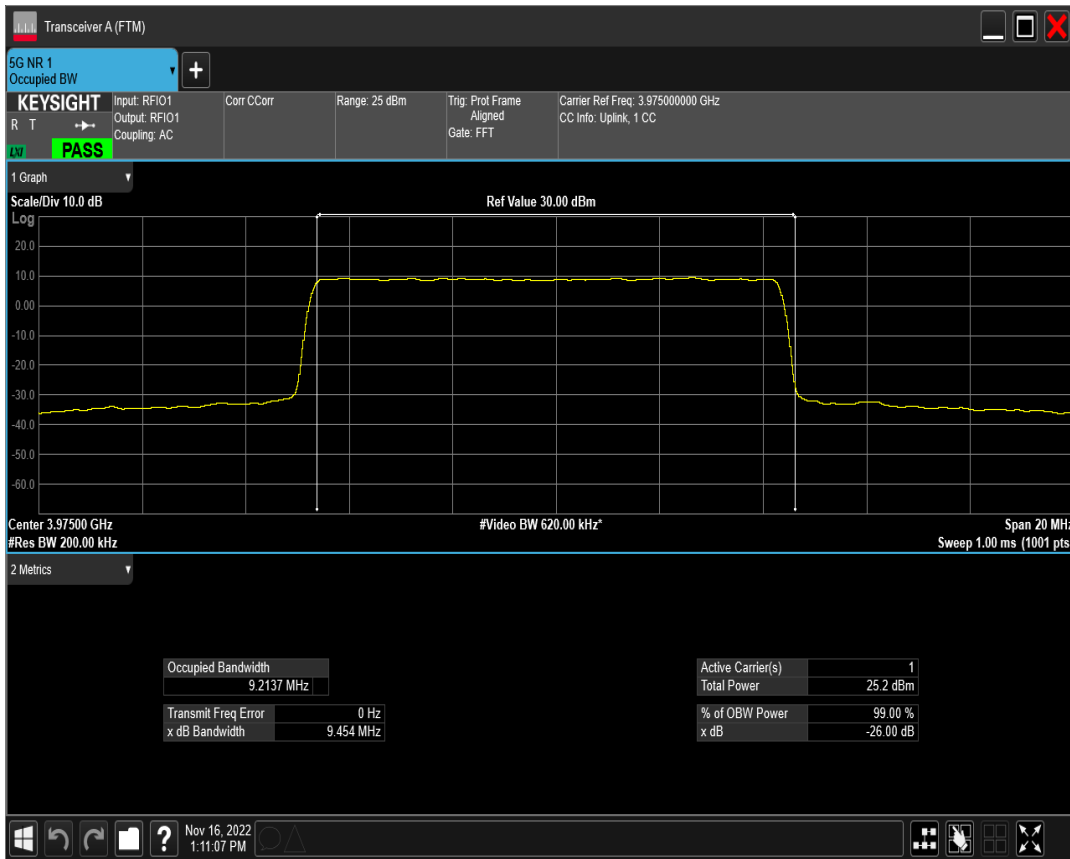 Transceiver A (FTM)
5G NR 1
Occupied BW
+
KEYSIGHT
R T
LXI
PASS
Input: RFIO1
Output: RFIO1
Coupling: AC
Corr CCorr
Range: 25 dBm
Trig: Prot Frame
Aligned
Gate: FFT
Carrier Ref Freq: 3.975000000 GHz
CC Info: Uplink, 1 CC
1 Graph
Scale/Div 10.0 dB
Ref Value 30.00 dBm
Log
20.0
10.0
0.00
-10.0
-20.0
-30.0
-40.0
-50.0
-60.0
Center 3.97500 GHz
#Video BW 620.00 kHz*
Span 20 MHz
#Res BW 200.00 kHz
Sweep 1.00 ms (1001 pts
2 Metrics
Occupied Bandwidth
9.2137 MHz
Transmit Freq Error 0 Hz
x dB Bandwidth 9.454 MHz
Active Carrier(s) 1
Total Power 25.2 dBm
% of OBW Power 99.00 %
x dB -26.00 dB
?
Nov 16, 2022
1:11:07 PM